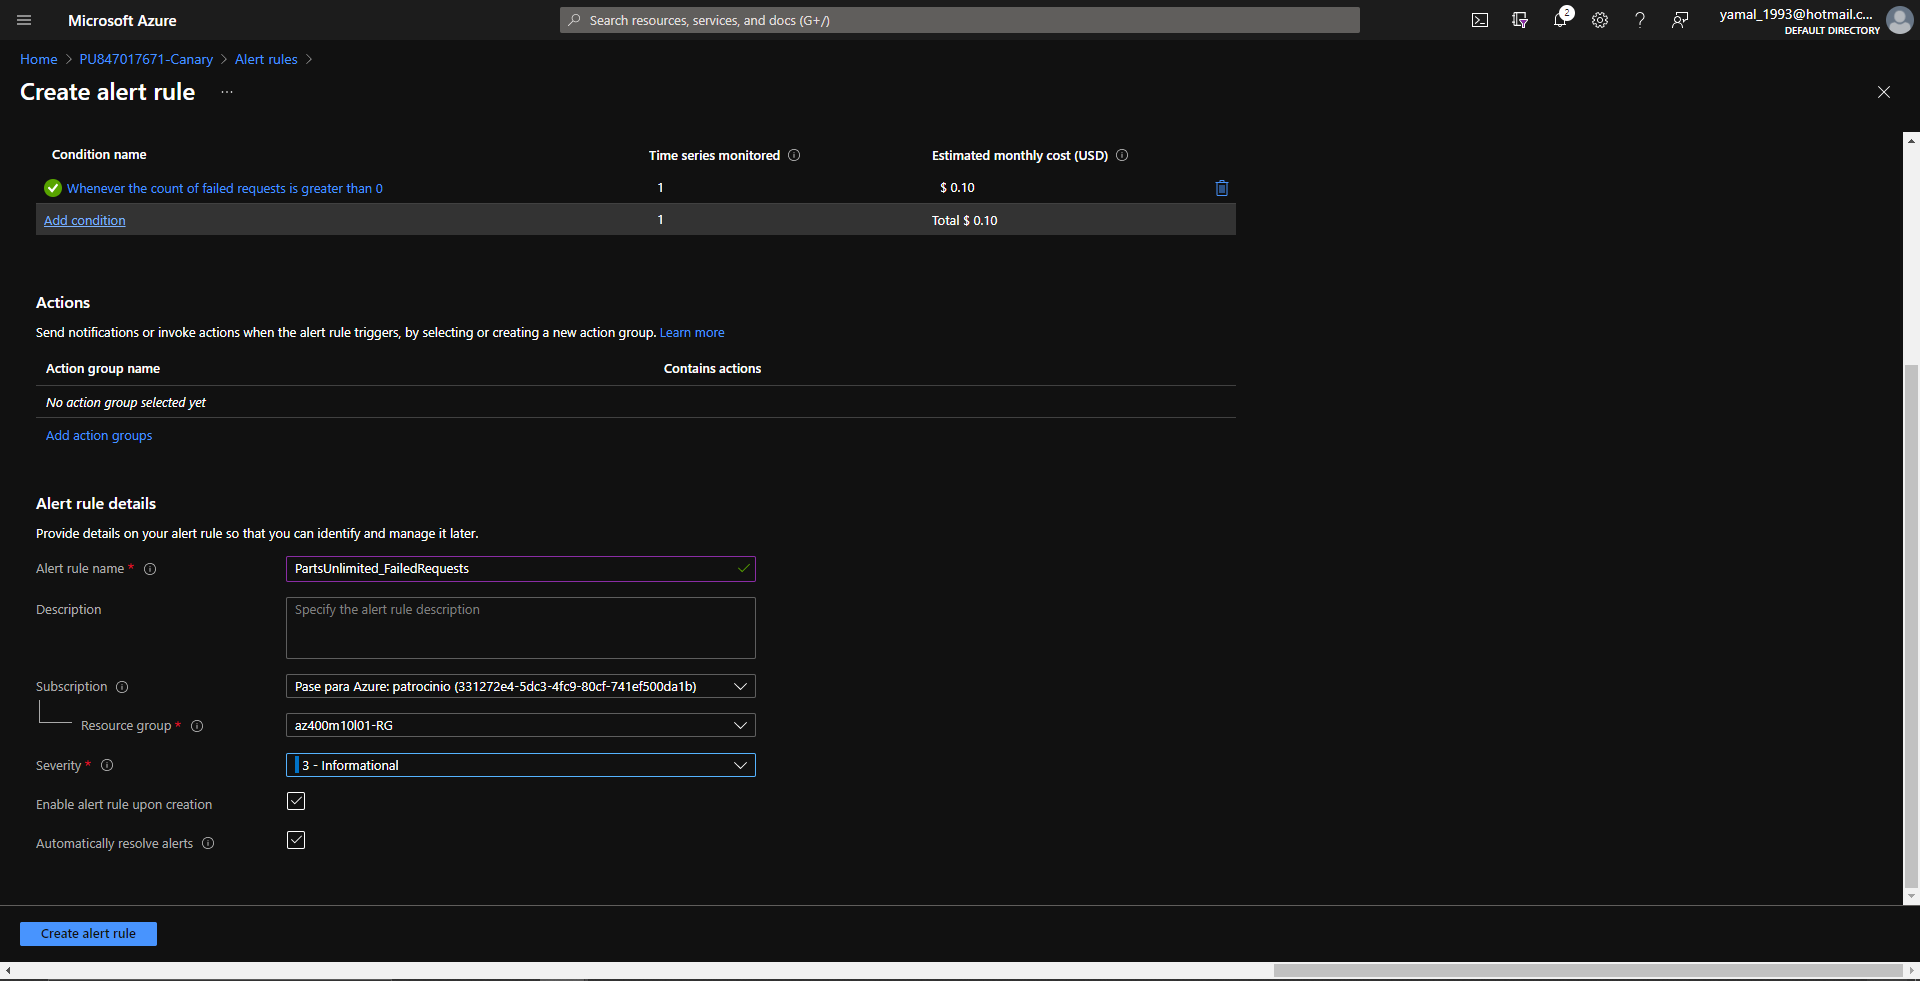 Microsoft Azure
Search resources, services, and docs (G+/)
2
yamal_1993@hotmail.c...
DEFAULT DIRECTORY
Home > PU847017671-Canary > Alert rules >
Create alert rule ...
Condition name Time series monitored Estimated monthly cost (USD)
Whenever the count of failed requests is greater than 0 1 $ 0.10
Add condition 1 Total $ 0.10
Actions
Send notifications or invoke actions when the alert rule triggers, by selecting or creating a new action group. Learn more
Action group name Contains actions
No action group selected yet
Add action groups
Alert rule details
Provide details on your alert rule so that you can identify and manage it later.
Alert rule name * PartsUnlimited_FailedRequests
Description Specify the alert rule description
Subscription Pase para Azure: patrocinio (331272e4-5dc3-4fc9-80cf-741ef500da1b)
Resource group * az400m10l01-RG
Severity * 3 - Informational
Enable alert rule upon creation
Automatically resolve alerts
Create alert rule